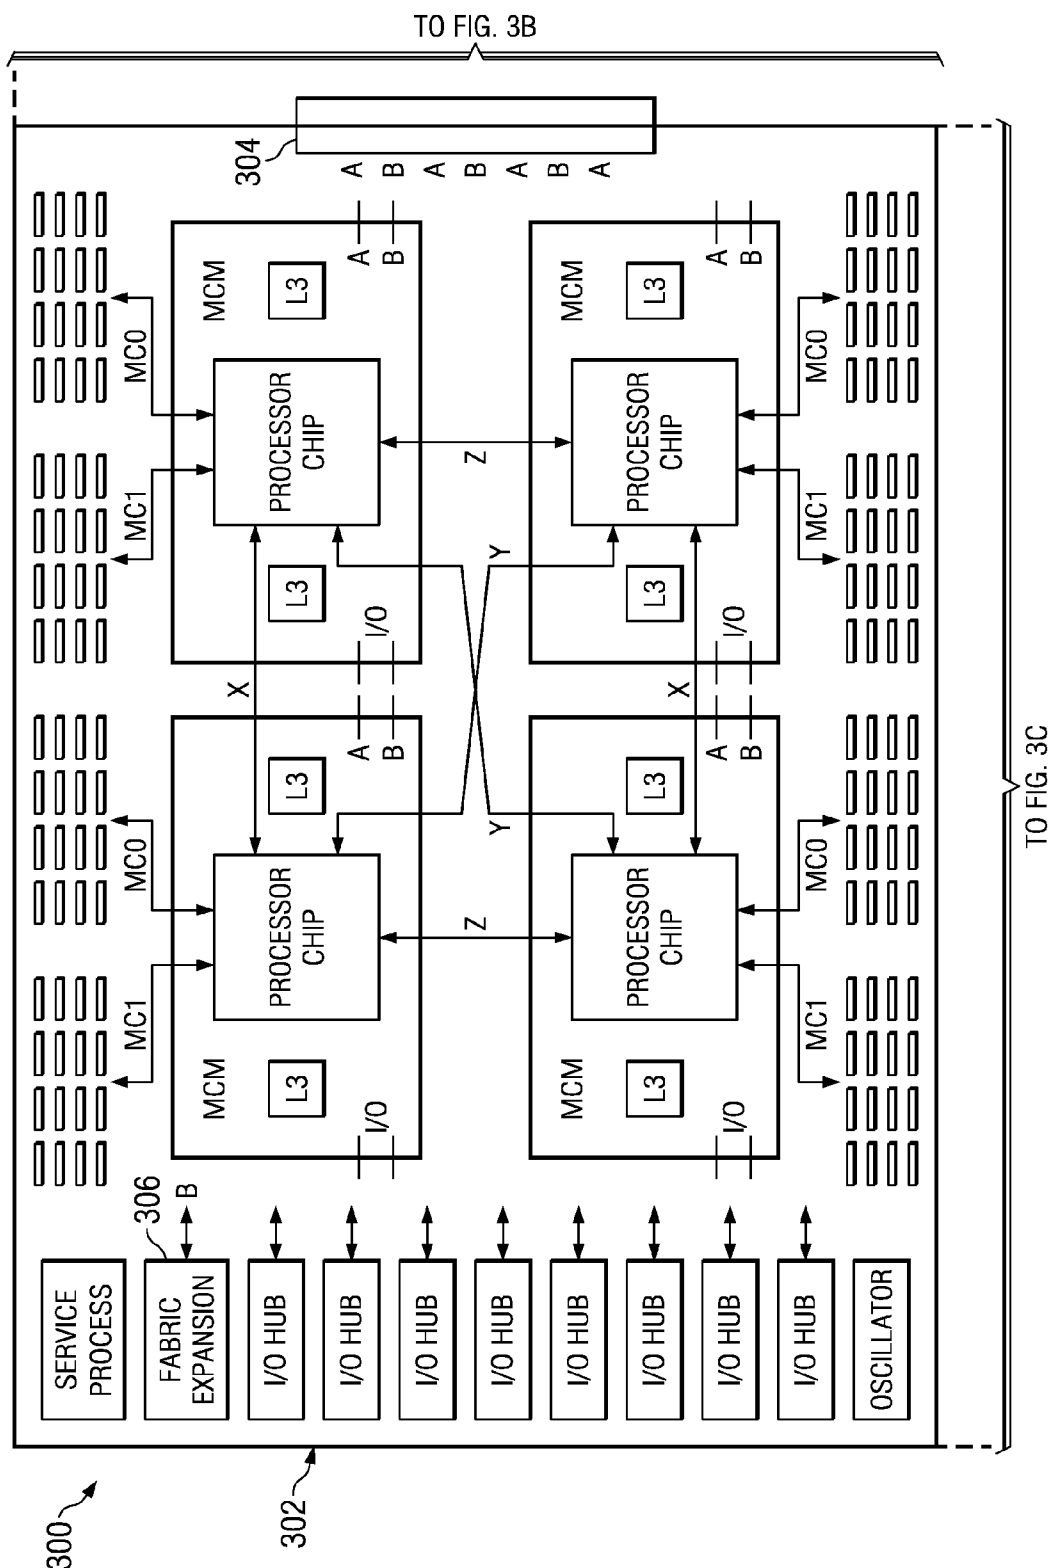 TO FIG. 3B
TO FIG. 3C
300
302
304
306
SERVICE
PROCESS
FABRIC
EXPANSION
B
I/O HUB
I/O HUB
I/O HUB
I/O HUB
I/O HUB
I/O HUB
I/O HUB
I/O HUB
OSCILLATOR
MC1
MC0
MC1
MC0
MCM
L3
PROCESSOR
CHIP
L3
I/O
A
B
X
MCM
L3
PROCESSOR
CHIP
L3
I/O
A
B
A
B
A
B
A
B
A
Z
Y
Y
Z
MCM
L3
PROCESSOR
CHIP
L3
I/O
A
B
X
MCM
L3
PROCESSOR
CHIP
L3
I/O
A
B
MC1
MC0
MC1
MC0